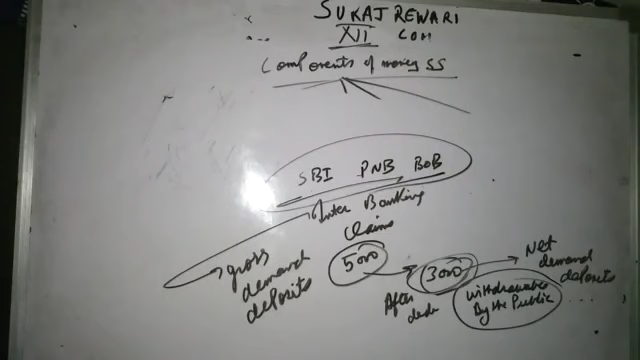 SURAJ REWARI
XII COM
Components of money SS
SBI PNB BOB
Inter Banking
Claims
gross
demand
deposits
5000
3000
After
dedu
Net
demand
deposits
withdrawable
By the Public